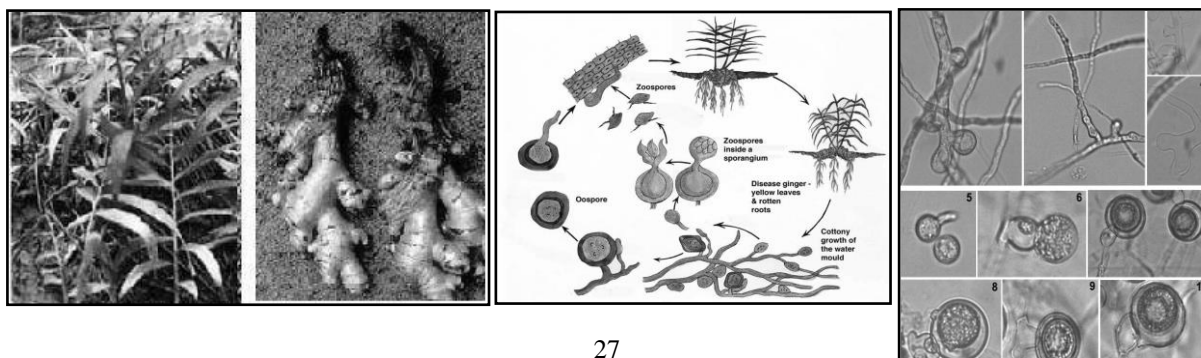 Zoospores
Zoospores
inside a
sporangium
Oospore
Disease ginger -
yellow leaves
& rotten
roots
Cottony
growth of
the water
mould
5
6
8
9
1
27